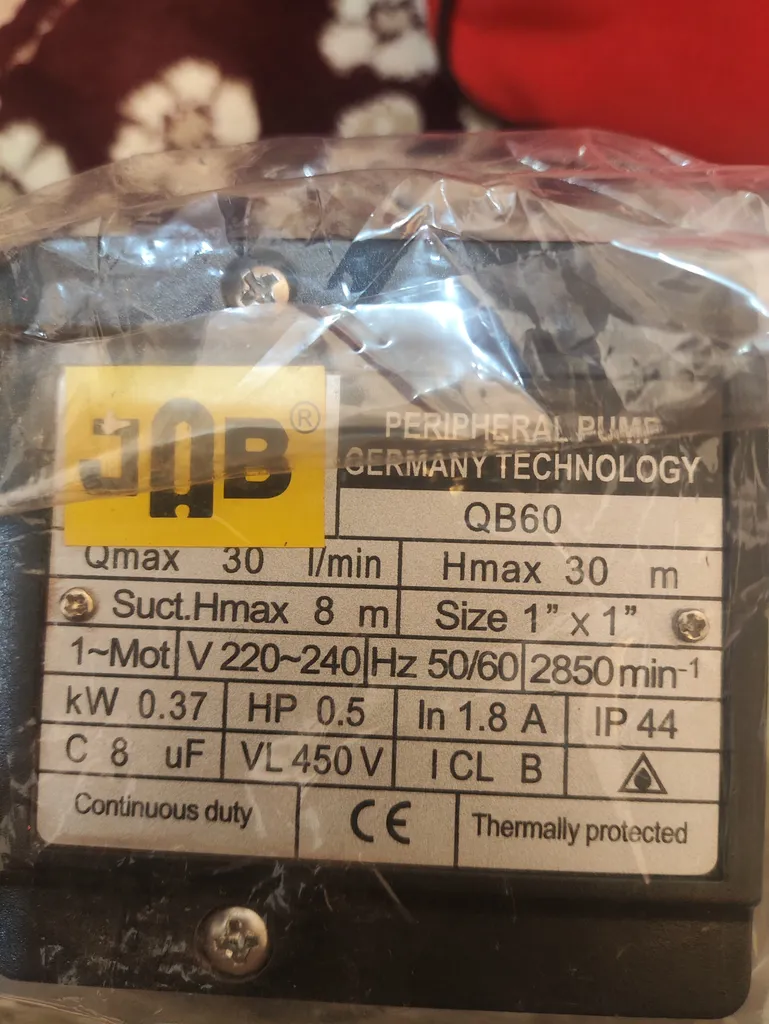 JAB®
PERIPHERAL PUMP
GERMANY TECHNOLOGY
QB60
Qmax 30 l/min Hmax 30 m
Suct.Hmax 8 m Size 1” x 1”
1~Mot V 220~240 Hz 50/60 2850 min-1
kW 0.37 HP 0.5 In 1.8 A IP 44
C 8 uF VL 450 V I CL B
Continuous duty CE Thermally protected